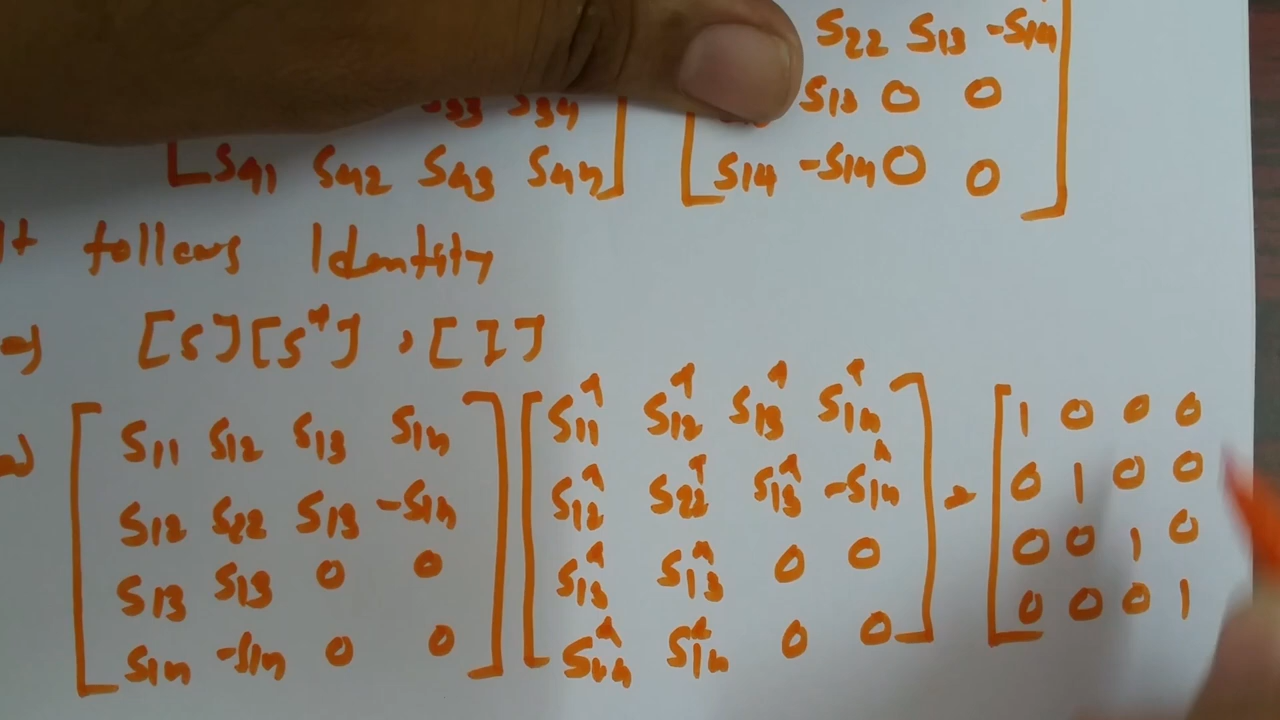 S22 S13 -S14
S33 S34 S13 0 0
S41 S42 S43 S44 S14 -S14 0 0
It follows Identity
[S][S*] = [I]
S11 S12 S13 S14 S11* S12* S13* S14* = 1 0 0 0
S12 S22 S13 -S14 S12* S22* S13* -S14* 0 1 0 0
S13 S13 0 0 S13* S13* 0 0 0 0 1 0
S14 -S14 0 0 S44* S14* 0 0 0 0 0 1